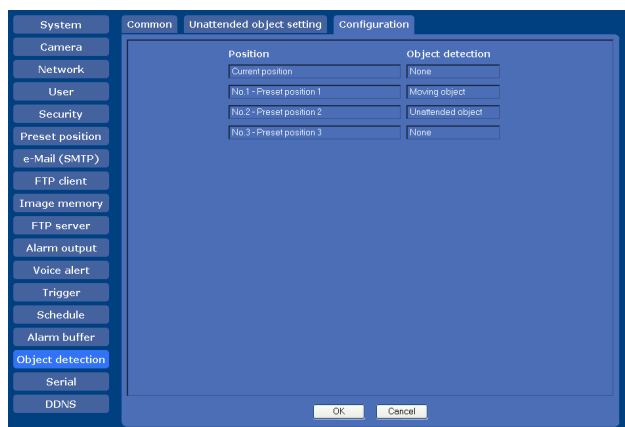 System
Camera
Network
User
Security
Preset position
e-Mail (SMTP)
FTP client
Image memory
FTP server
Alarm output
Voice alert
Trigger
Schedule
Alarm buffer
Object detection
Serial
DDNS
Common Unattended object setting Configuration
Position Object detection
Current position None
No.1 - Preset position 1 Moving object
No.2 - Preset position 2 Unattended object
No.3 - Preset position 3 None
OK Cancel